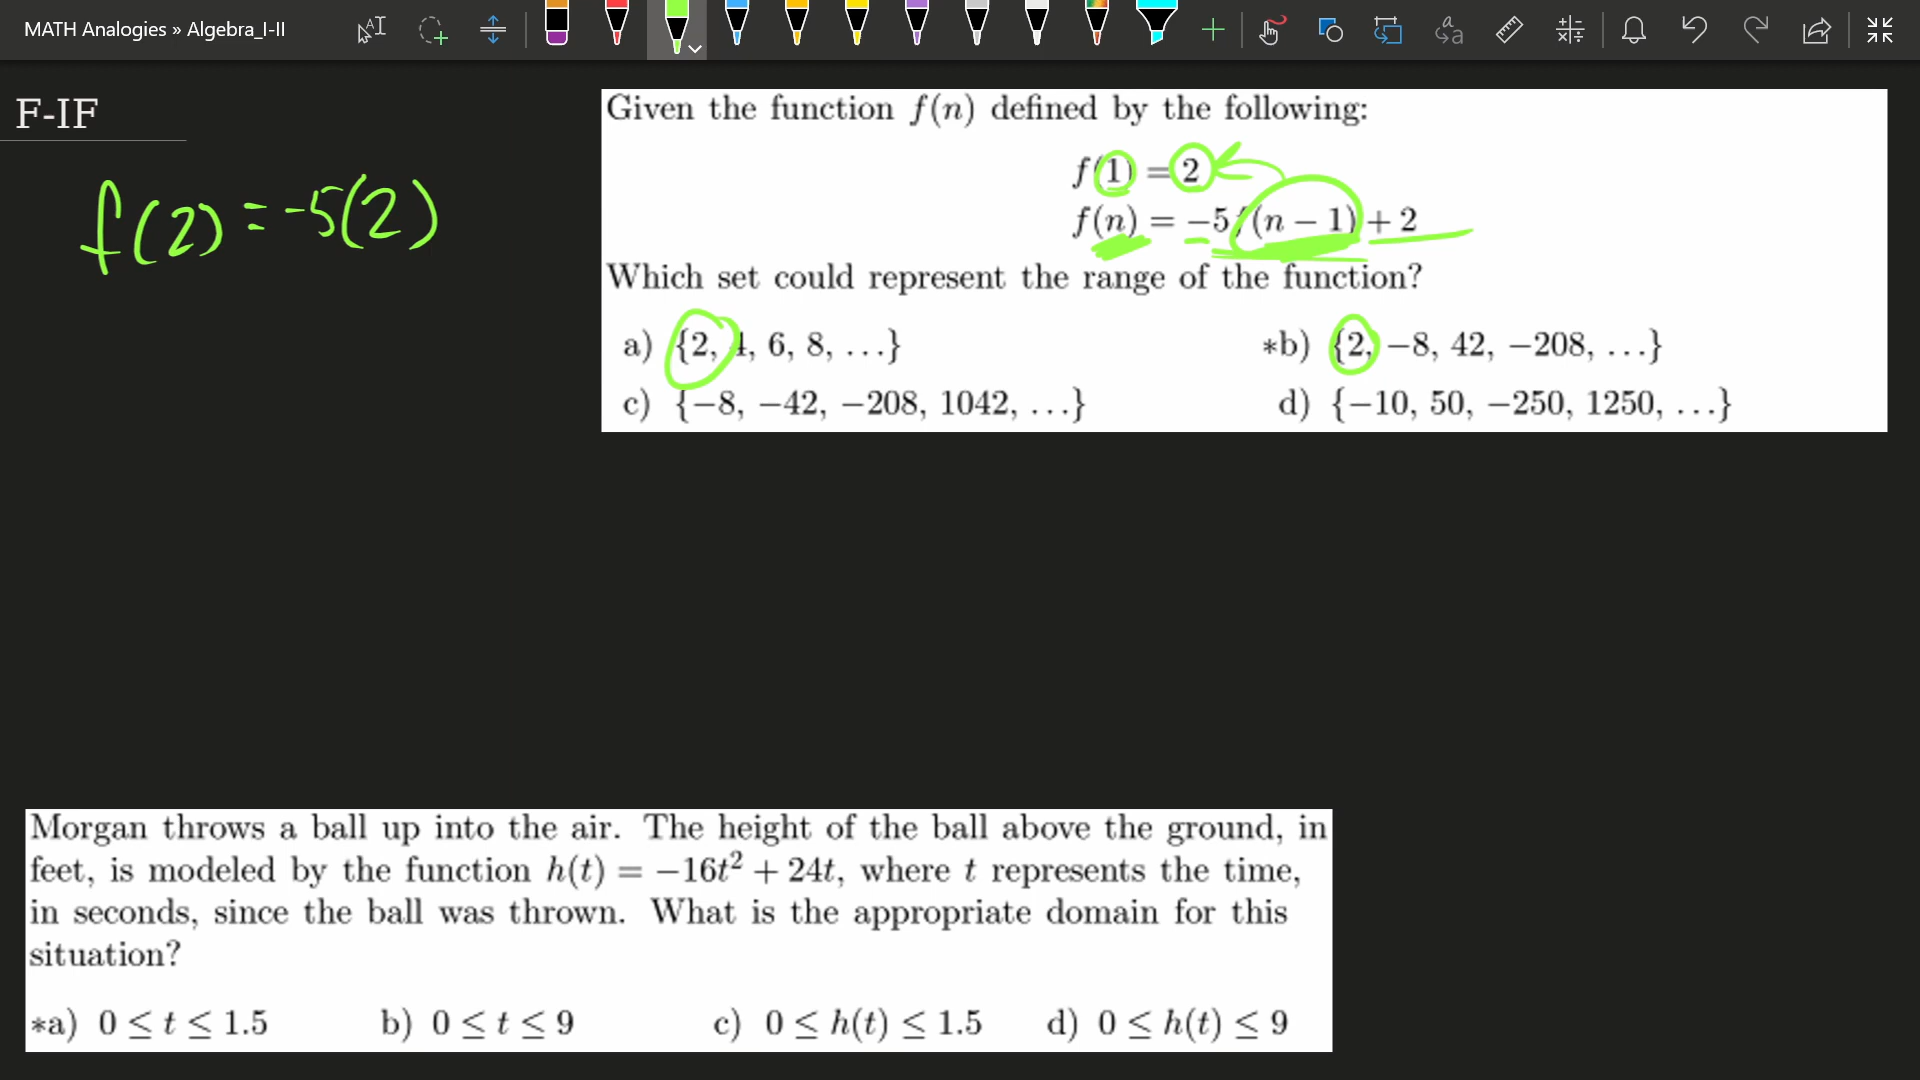 MATH Analogies » Algebra_I-II
F-IF
f(2) = -5(2)
Given the function f(n) defined by the following:
f(1) = 2
f(n) = −5f(n − 1) + 2
Which set could represent the range of the function?
a) {2, 4, 6, 8, ...}
*b) {2, −8, 42, −208, ...}
c) {−8, −42, −208, 1042, ...}
d) {−10, 50, −250, 1250, ...}
Morgan throws a ball up into the air. The height of the ball above the ground, in
feet, is modeled by the function h(t) = −16t² + 24t, where t represents the time,
in seconds, since the ball was thrown. What is the appropriate domain for this
situation?
*a) 0 ≤ t ≤ 1.5
b) 0 ≤ t ≤ 9
c) 0 ≤ h(t) ≤ 1.5
d) 0 ≤ h(t) ≤ 9